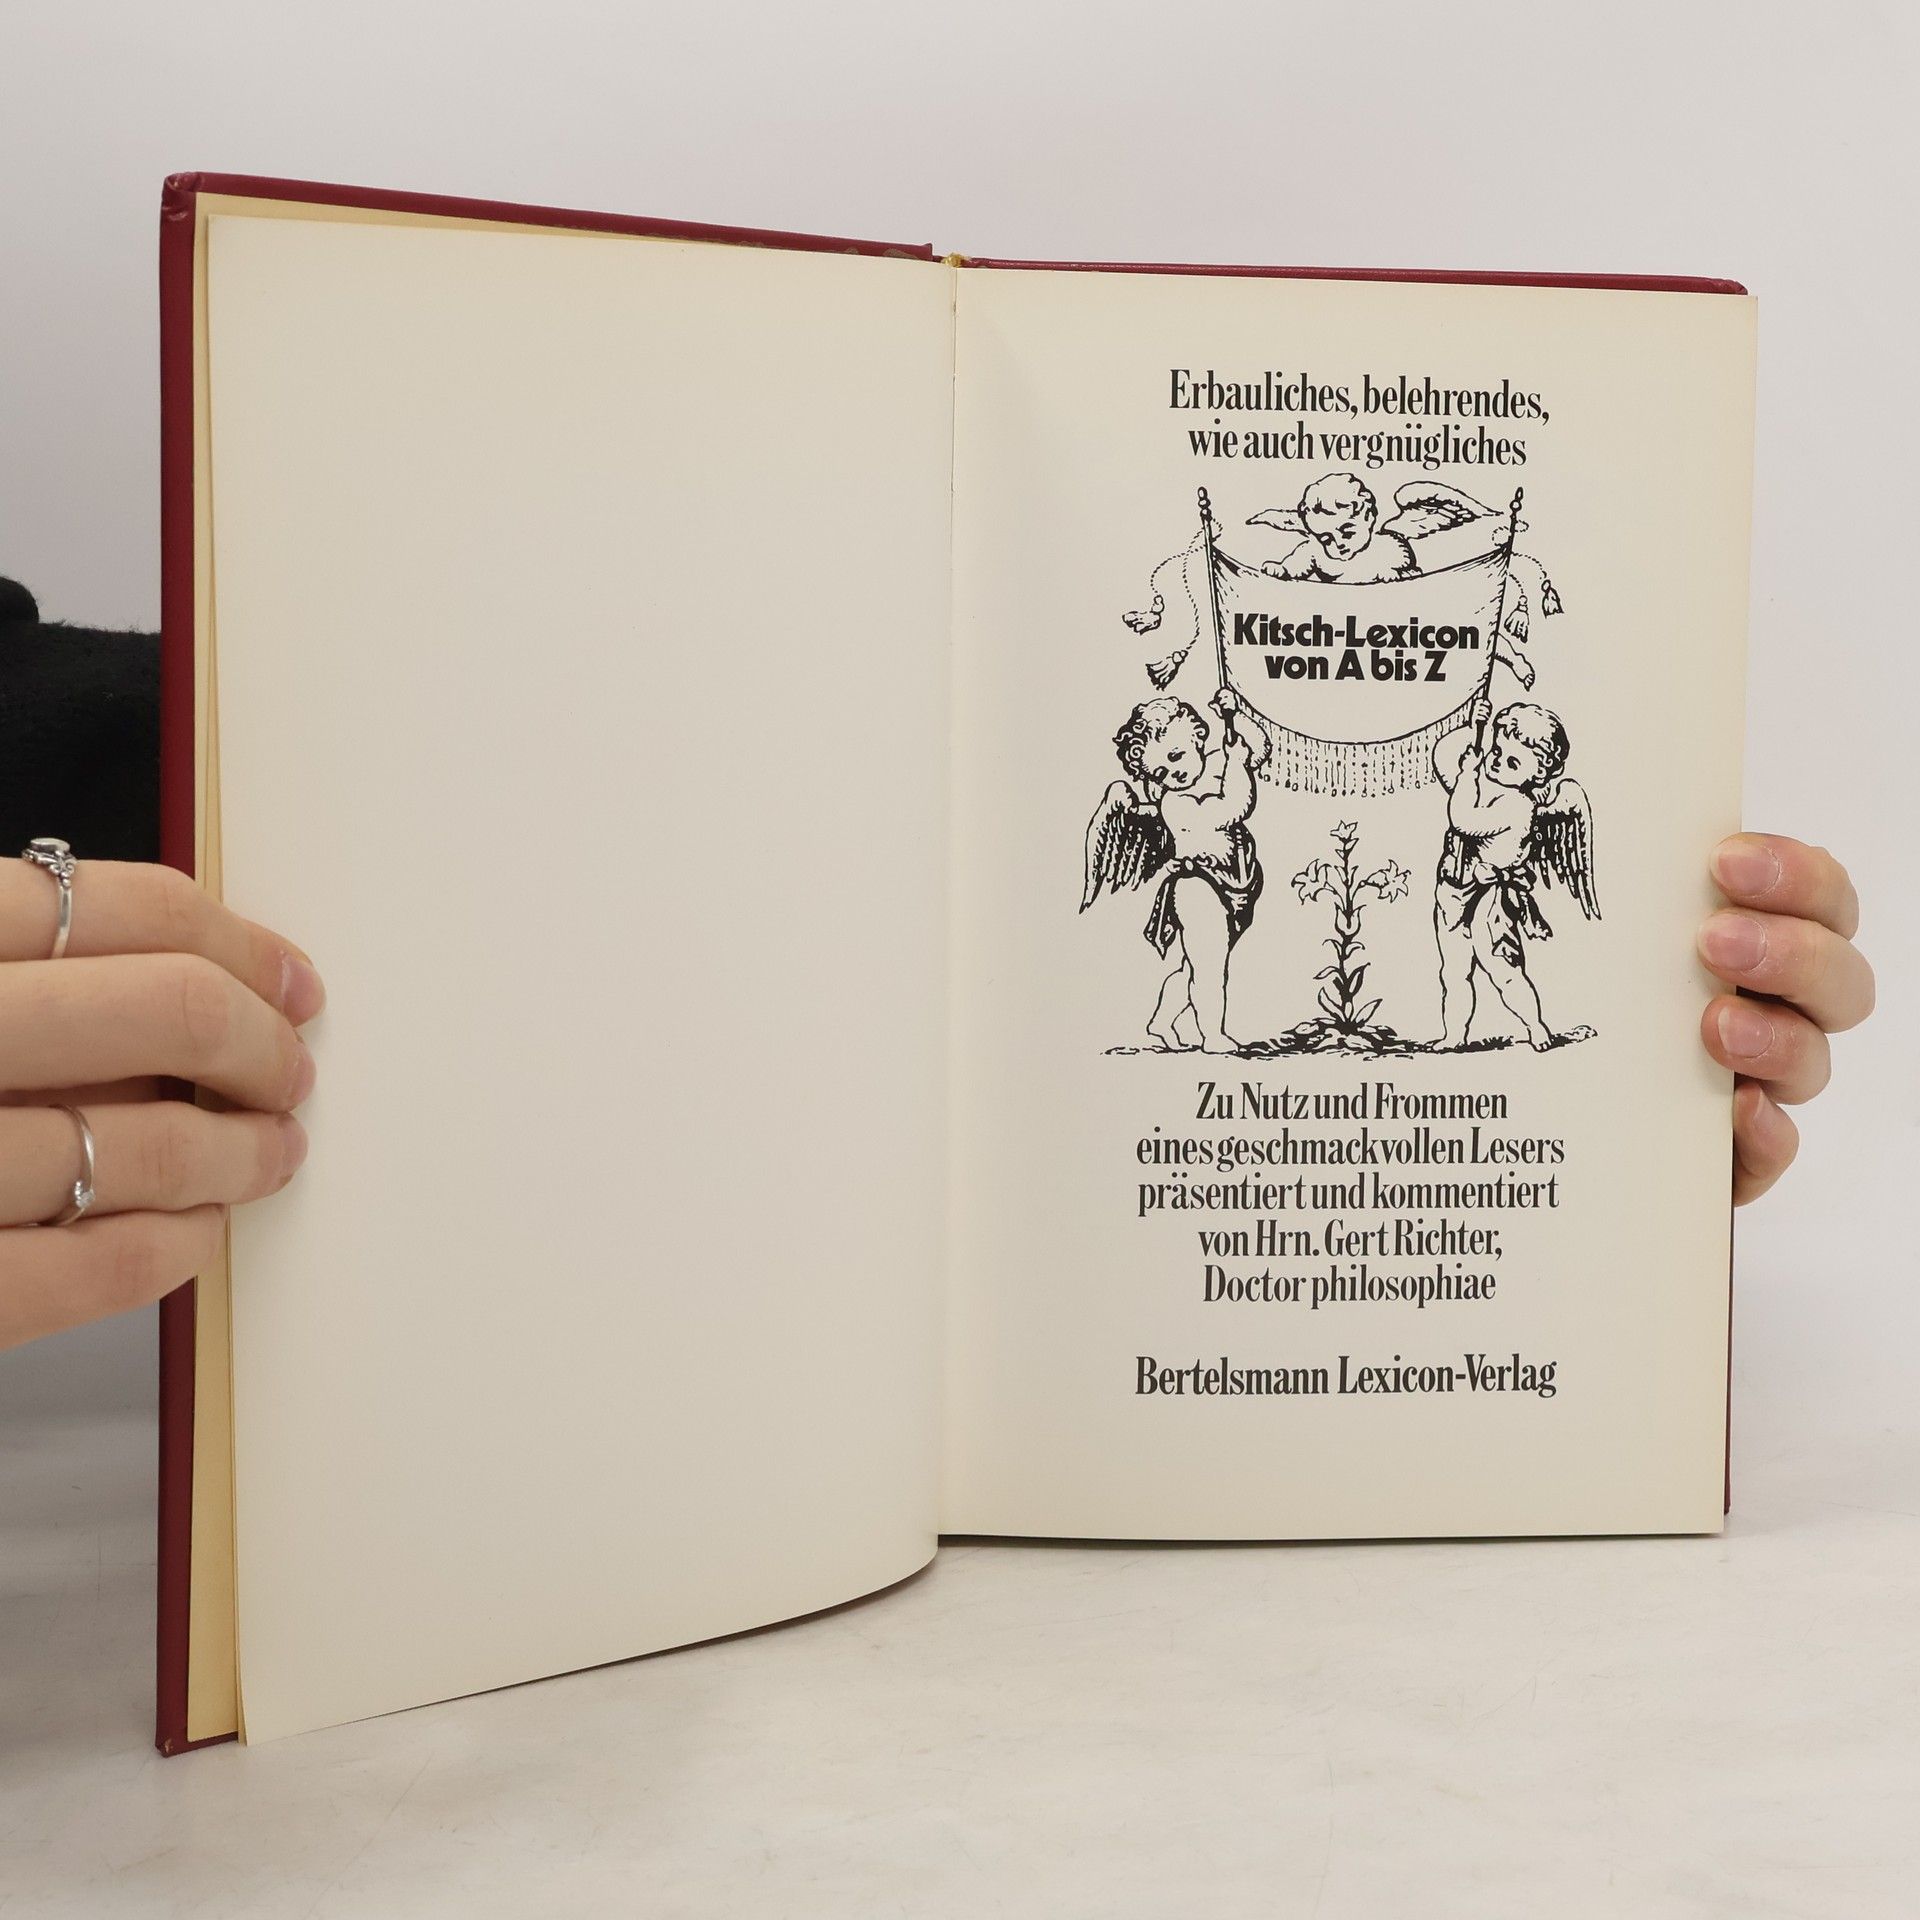 Erbauliches, belehrendes,
wie auch vergnügliches
Kitsch-Lexicon
von A bis Z
Zu Nutz und Frommen
eines geschmackvollen Lesers
präsentiert und kommentiert
von Hrn. Gert Richter,
Doctor philosophiae
Bertelsmann Lexicon-Verlag